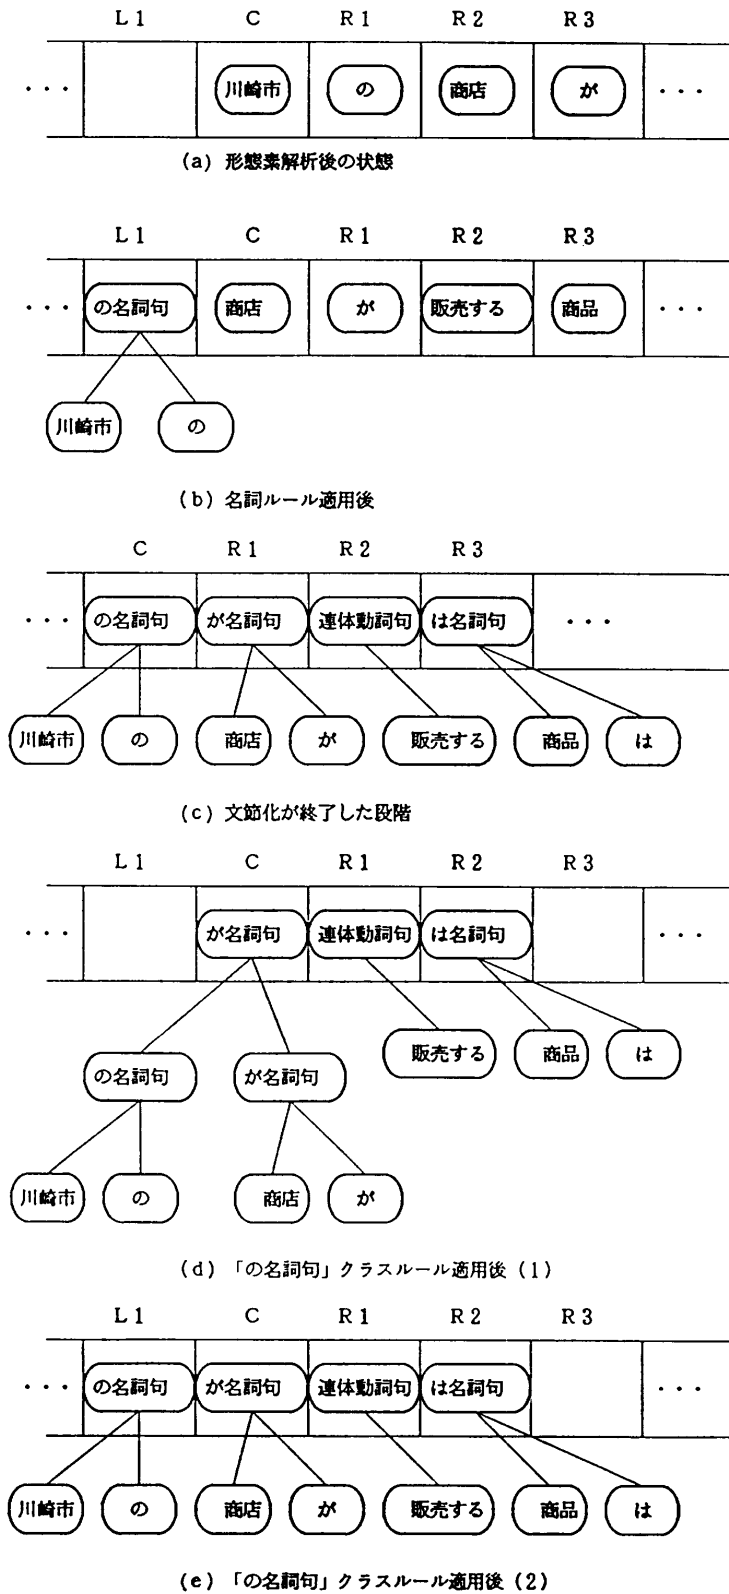 L1 C R1 R2 R3
・・・ 川崎市 の 商店 が ・・・
(a) 形態素解析後の状態
L1 C R1 R2 R3
・・・ の名詞句 商店 が 販売する 商品 ・・・
川崎市 の
(b) 名詞ルール適用後
C R1 R2 R3
・・・ の名詞句 が名詞句 連体動詞句 は名詞句 ・・・
川崎市 の 商店 が 販売する 商品 は
(c) 文節化が終了した段階
L1 C R1 R2 R3
・・・ が名詞句 連体動詞句 は名詞句 ・・・
販売する 商品 は
の名詞句 が名詞句
川崎市 の 商店 が
(d) 「の名詞句」クラスルール適用後 (1)
L1 C R1 R2 R3
・・・ の名詞句 が名詞句 連体動詞句 は名詞句 ・・・
川崎市 の 商店 が 販売する 商品 は
(e) 「の名詞句」クラスルール適用後 (2)